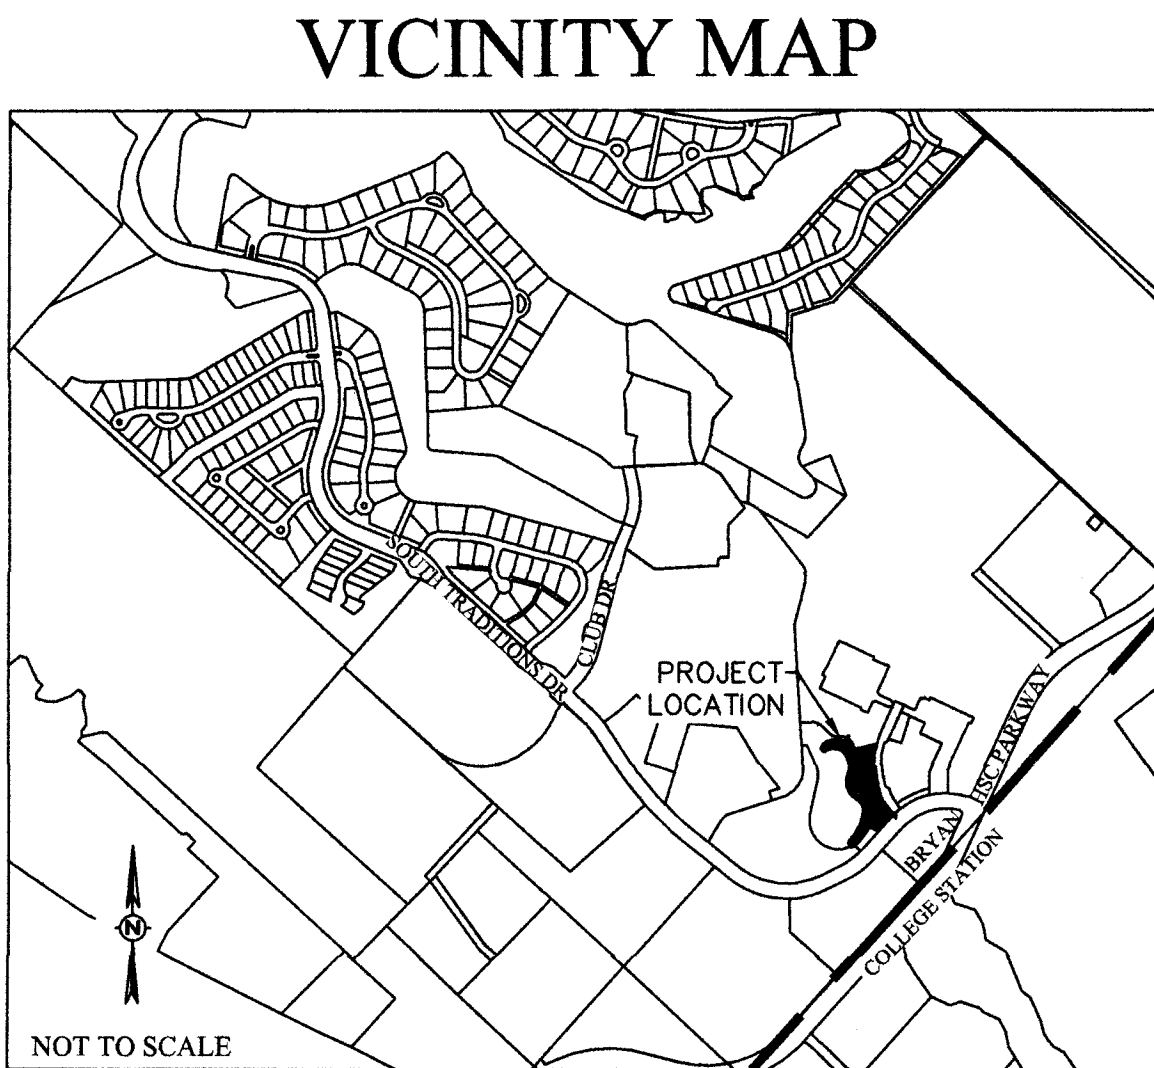 VICINITY MAP
SOUTH TRADITIONS DR
CLUB DR
PROJECT
LOCATION
HSC PARKWAY
BRYAN
COLLEGE STATION
N
NOT TO SCALE